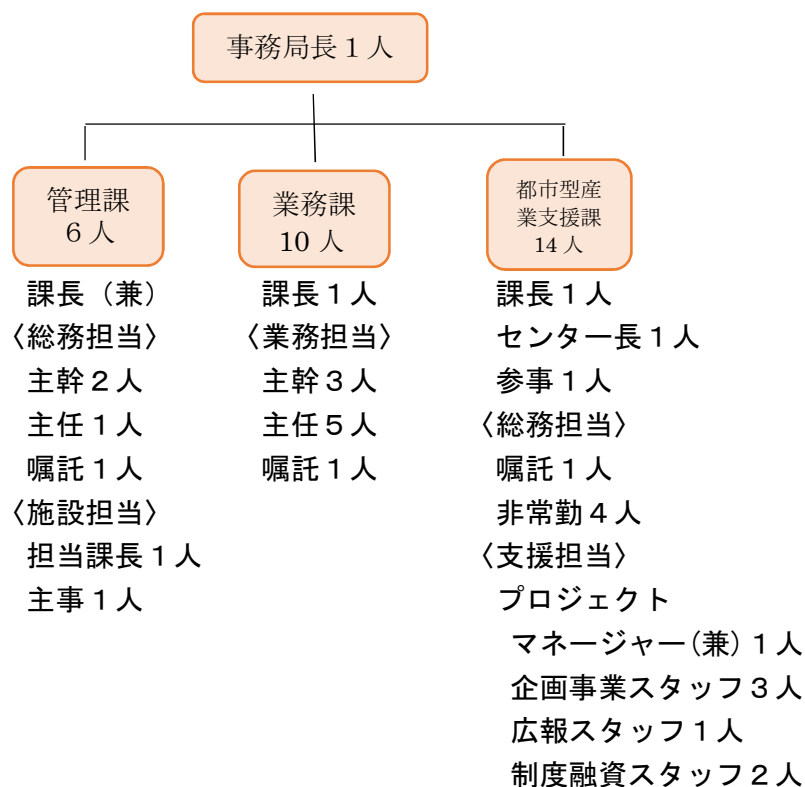 事務局長１人
管理課
６人
課長（兼）
〈総務担当〉
主幹２人
主任１人
嘱託１人
〈施設担当〉
担当課長１人
主事１人
業務課
10 人
課長１人
〈業務担当〉
主幹３人
主任５人
嘱託１人
都市型産
業支援課
14 人
課長１人
センター長１人
参事１人
〈総務担当〉
嘱託１人
非常勤４人
〈支援担当〉
プロジェクト
マネージャー(兼)１人
企画事業スタッフ３人
広報スタッフ１人
制度融資スタッフ２人